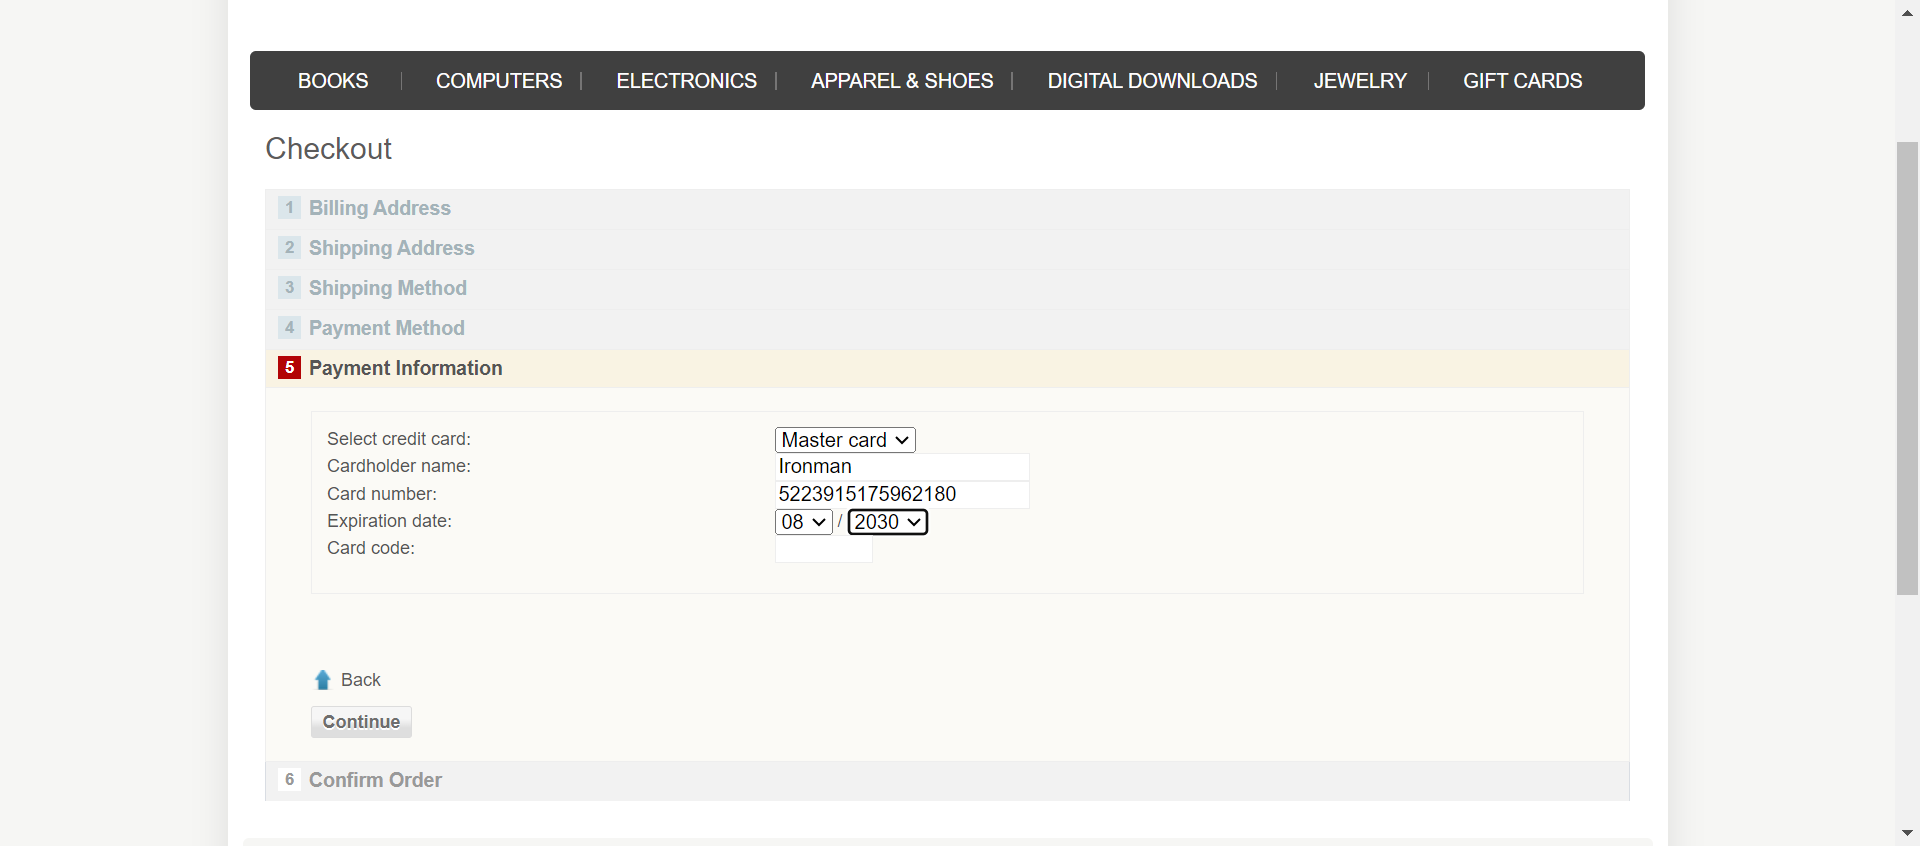 BOOKS COMPUTERS ELECTRONICS APPAREL & SHOES DIGITAL DOWNLOADS JEWELRY GIFT CARDS
Checkout
1 Billing Address
2 Shipping Address
3 Shipping Method
4 Payment Method
5 Payment Information
Select credit card: Master card
Cardholder name: Ironman
Card number: 5223915175962180
Expiration date: 08 / 2030
Card code:
Back
Continue
6 Confirm Order